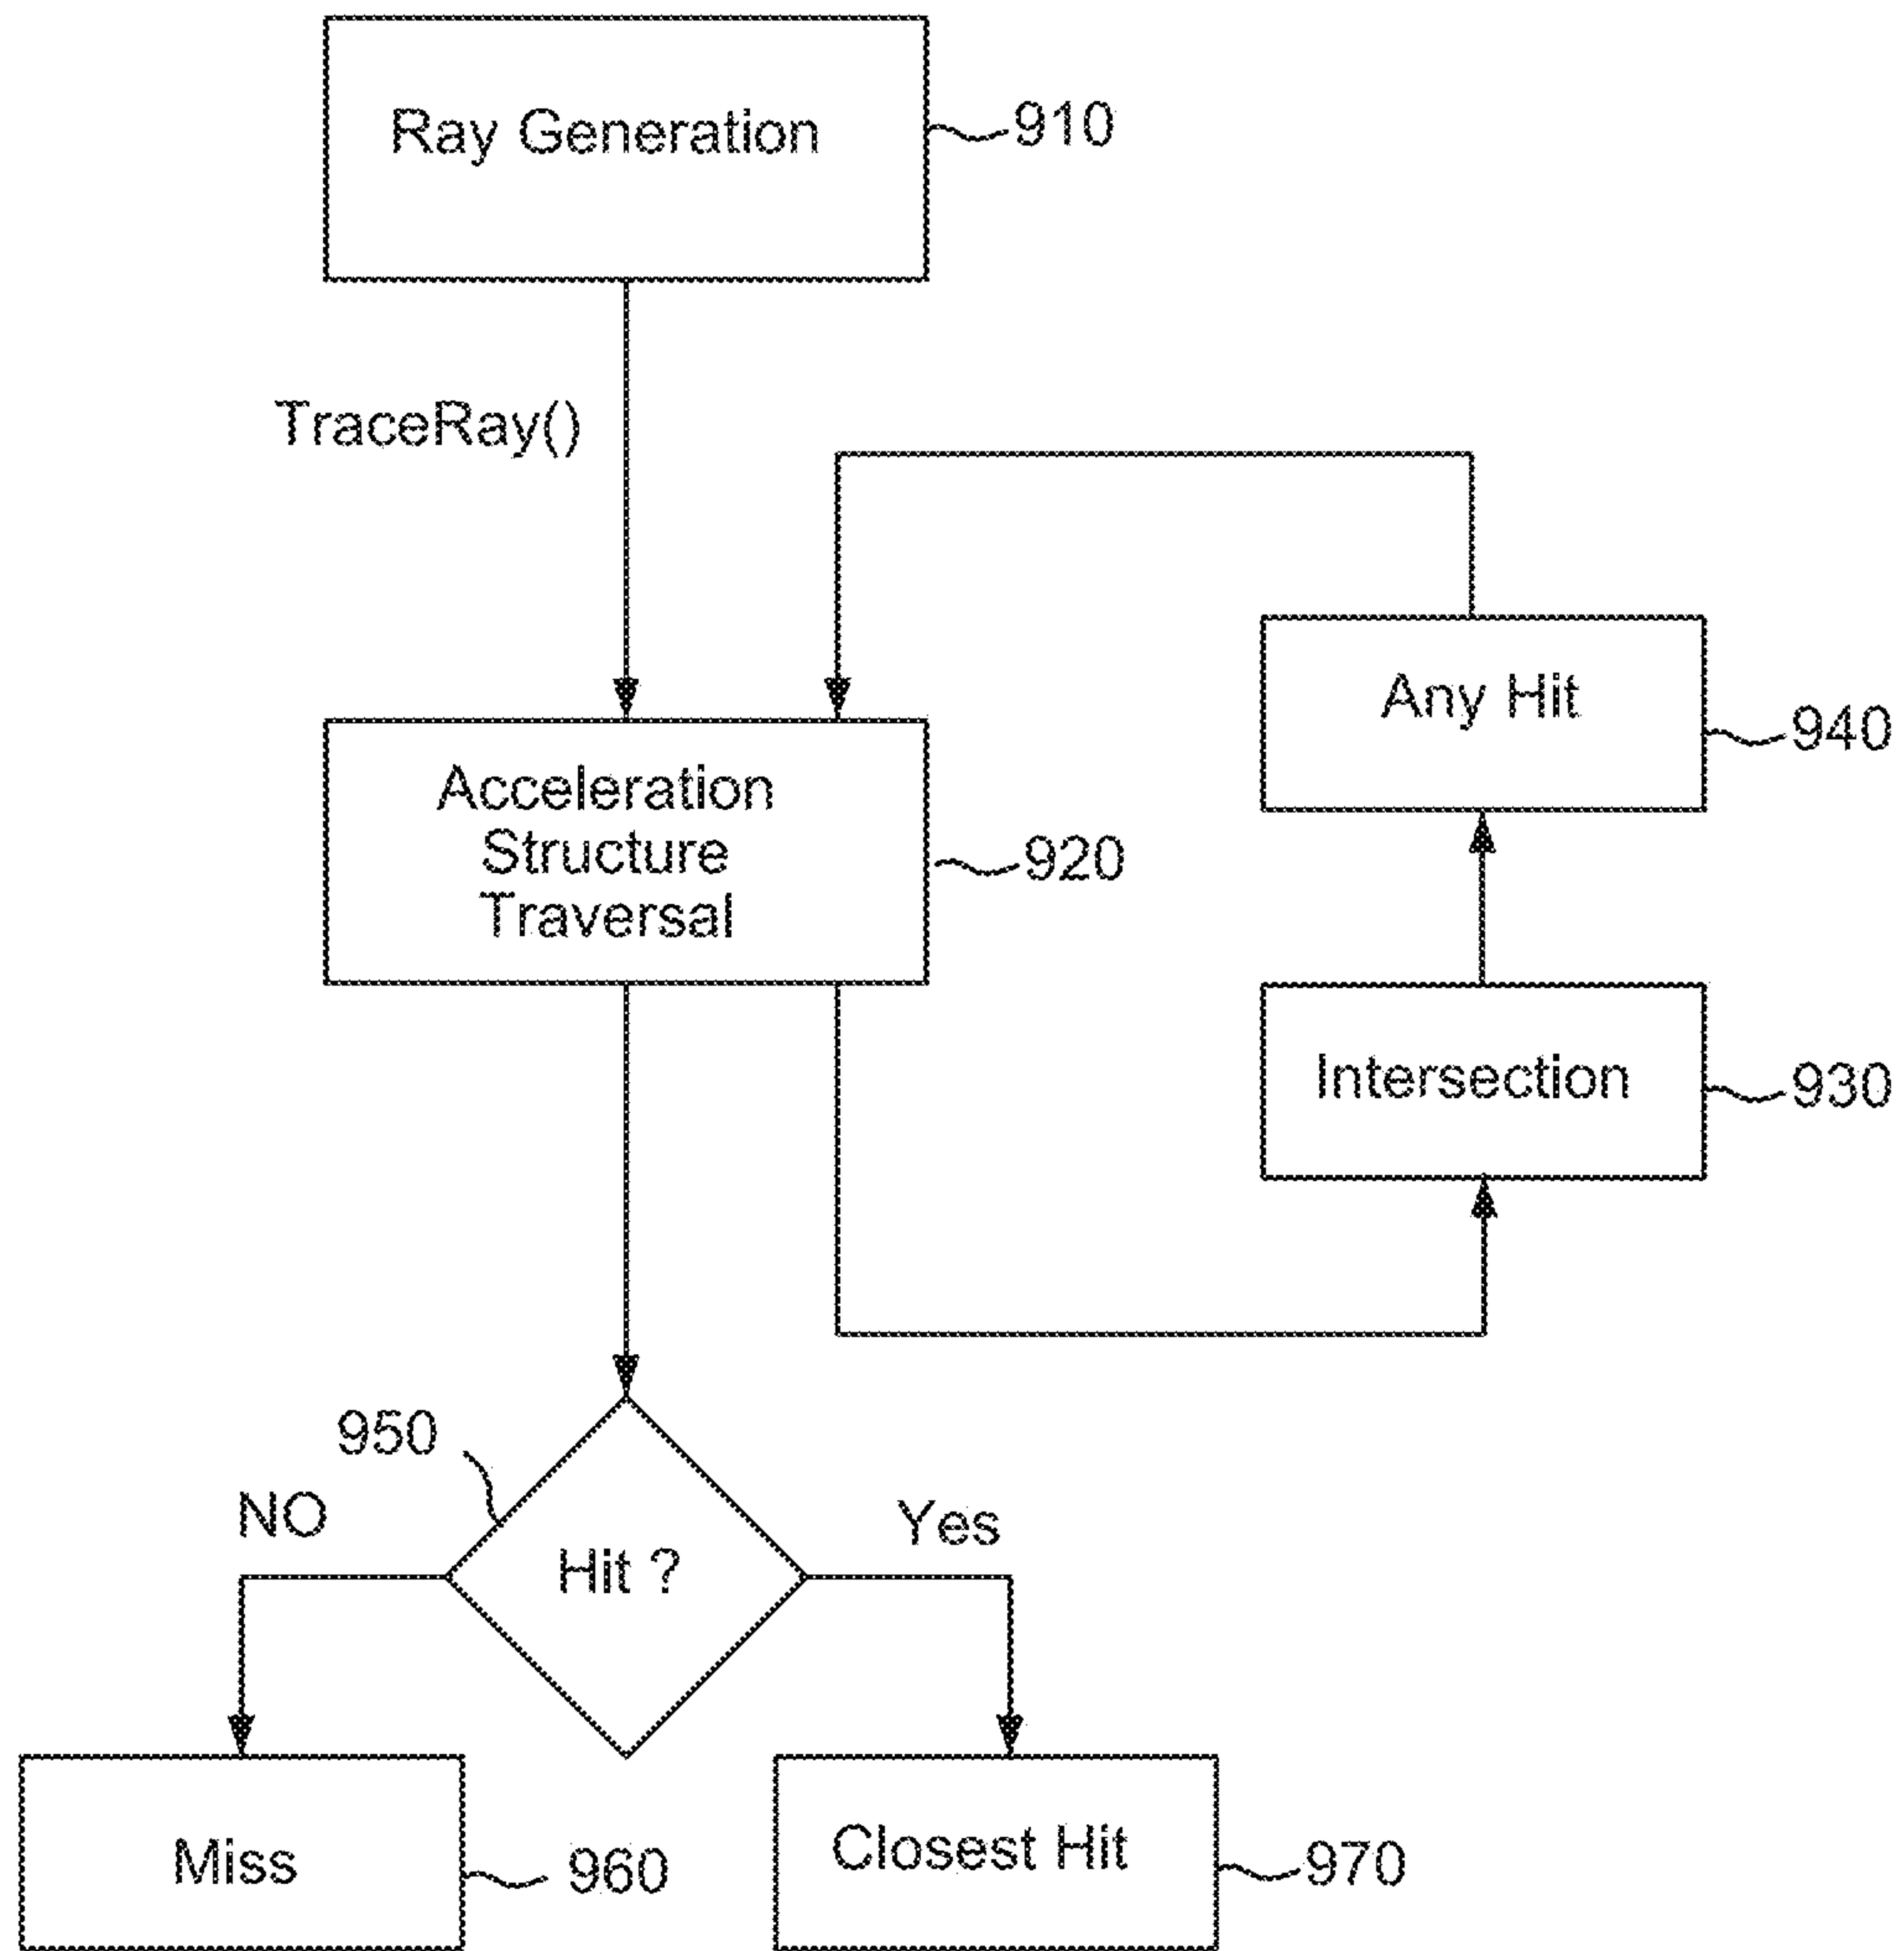 Ray Generation
910
TraceRay()
Any Hit
940
Acceleration
Structure
Traversal
920
Intersection
930
950
NO
Yes
Hit ?
Miss
960
Closest Hit
970